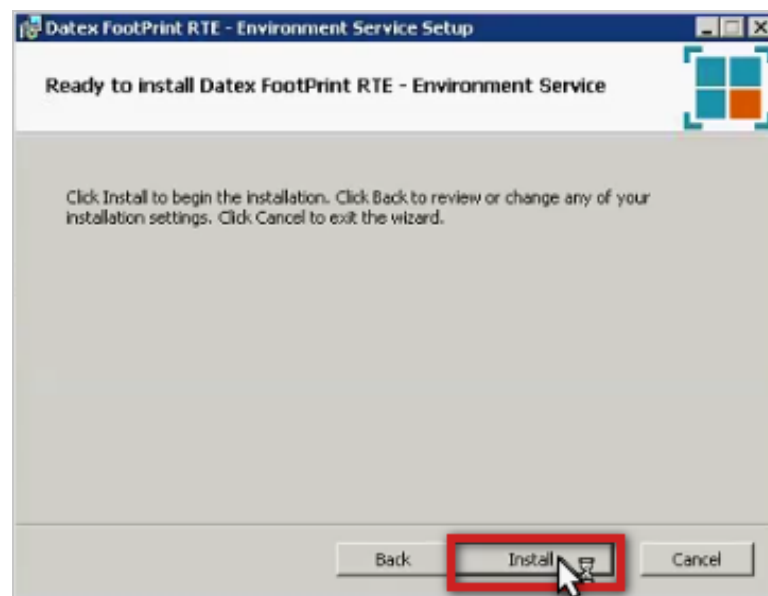 Datex FootPrint RTE - Environment Service Setup
Ready to install Datex FootPrint RTE - Environment Service
Click Install to begin the installation. Click Back to review or change any of your
installation settings. Click Cancel to exit the wizard.
Back Install Cancel